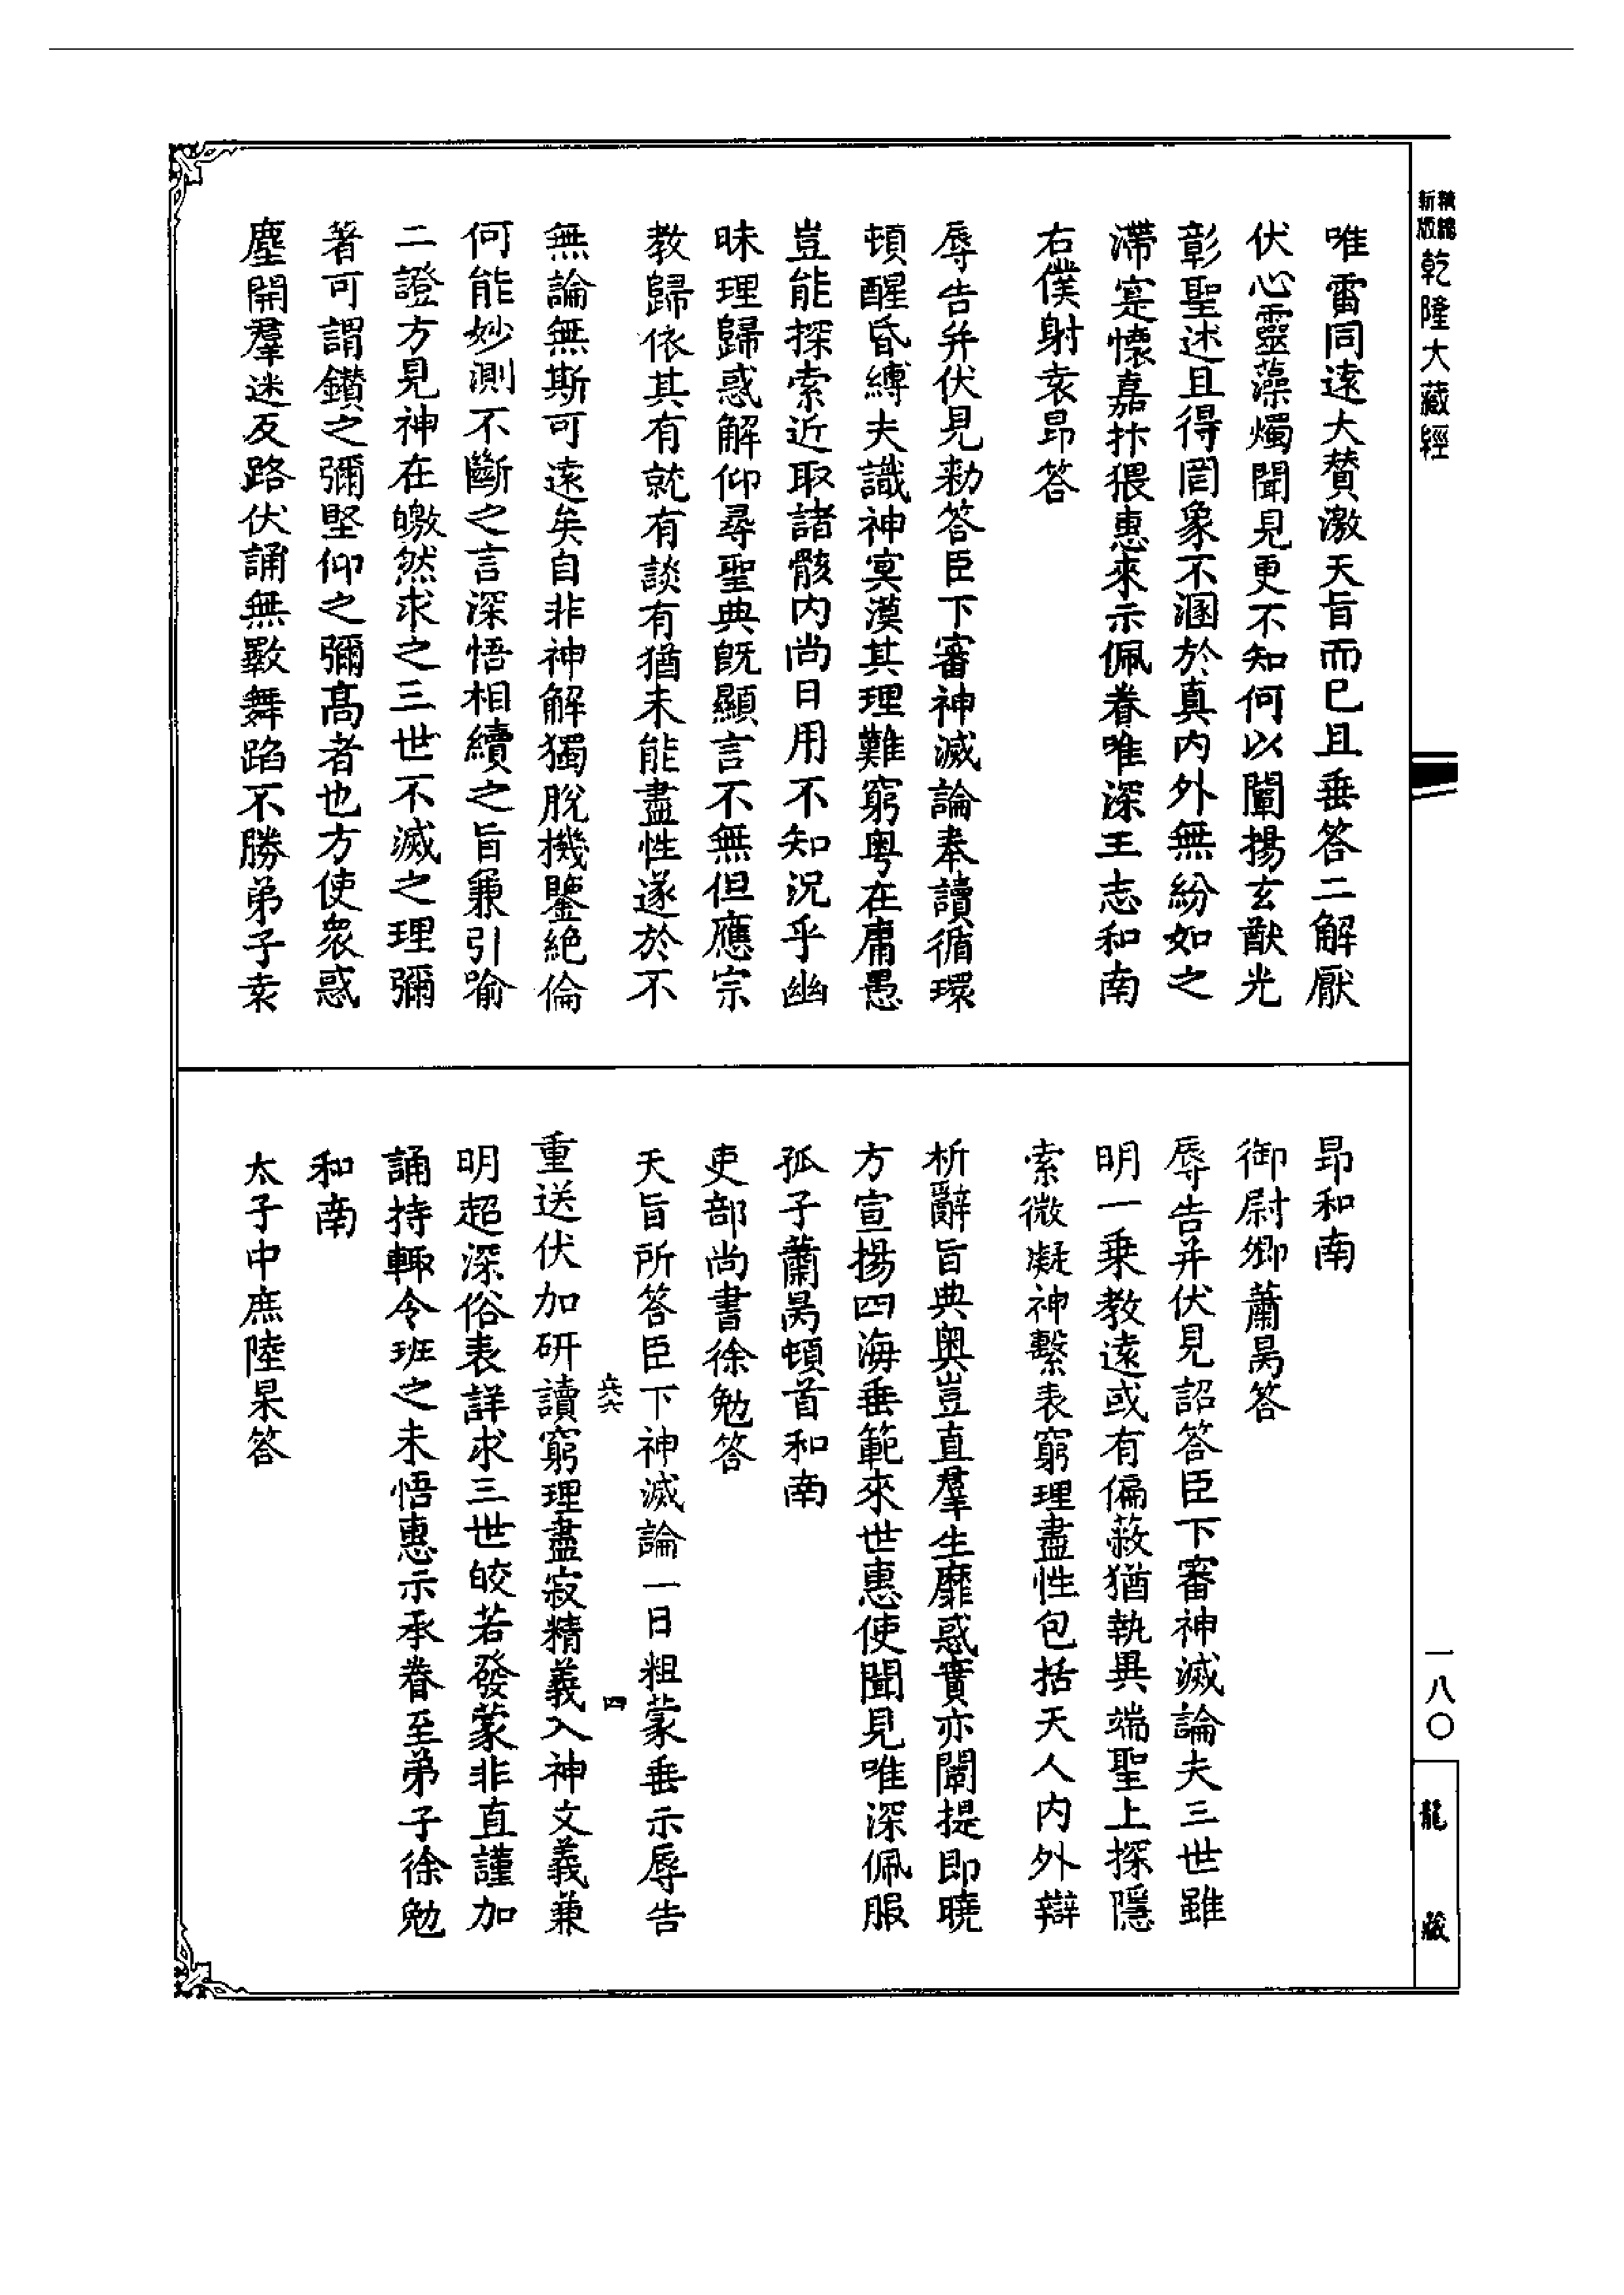 新版精縮乾隆大藏經
唯雷同遠大贊激天旨而巳且垂答二解厭
伏心靈藻燭聞見更不知何以闡揚玄猷光
彰聖述且得罔象不溷於真内外無紛如之
滯寔懷嘉抃猥惠來示佩眷唯深王志和南
右僕射袁昂答
辱告并伏見勑答臣下審神滅論奉讀循環
頓醒昏縛夫識神㝠漠其理難窮粤在庸愚
豈能探索近取諸骸内尚日用不知況乎幽
昧理歸惑解仰尋聖典旣顯言不無但應宗
教歸依其有就有談有猶未能盡性遂於不
無論無斯可遠矣自非神解獨脫機鑒絶倫
何能妙測不斷之言深悟相續之旨兼引喻
二證方見神在皦然求之三世不滅之理彌
著可謂鑽之彌堅仰之彌髙者也方使衆惑
塵開羣迷反路伏誦無斁舞蹈不勝弟子袁
昂和南
御尉卿蕭昺答
辱告并伏見詔答臣下審神滅論夫三世雖
明一乗教遠或有偏蔽猶執異端聖上探隱
索微凝神繫表窮理盡性包括天人内外辯
析辭旨典奥豈直羣生靡惑實亦闡提即曉
方宣揚四海垂範來世惠使聞見唯深佩服
孤子蕭昺頓首和南
吏部尚書徐勉答
天旨所答臣下神滅論一日粗蒙垂示辱告
六六 四
重送伏加研讀窮理盡寂精義入神文義兼
明超深俗表詳求三世皎若發蒙非直謹加
誦持輙令班之未悟惠示承眷至弟子徐勉
和南
太子中庶陸杲答
一八〇
龍藏